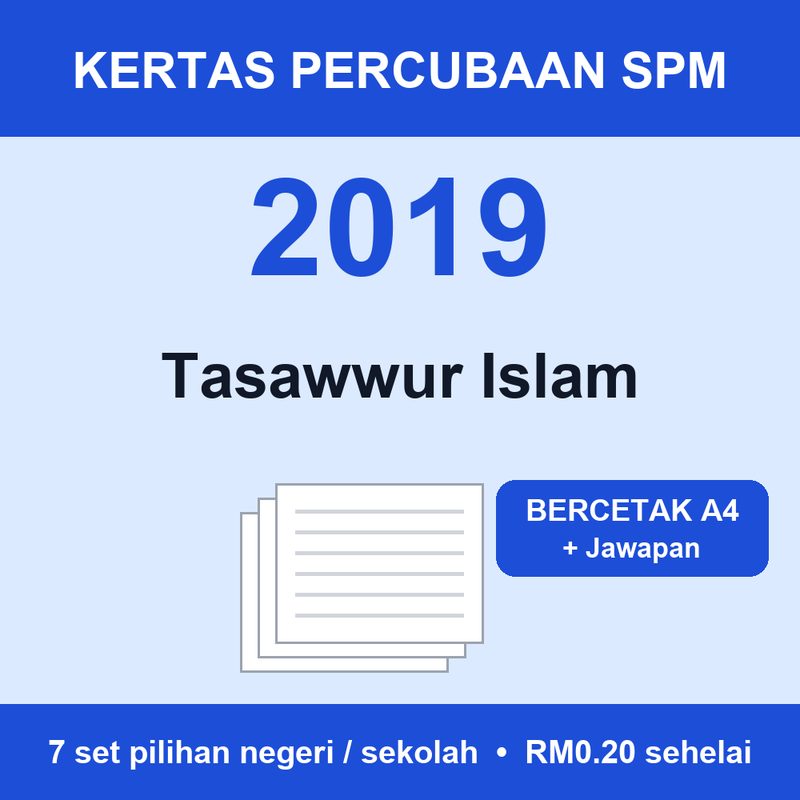 KERTAS PERCUBAAN SPM
2019
Tasawwur Islam
BERCETAK A4
+ Jawapan
7 set pilihan negeri / sekolah • RM0.20 sehelai